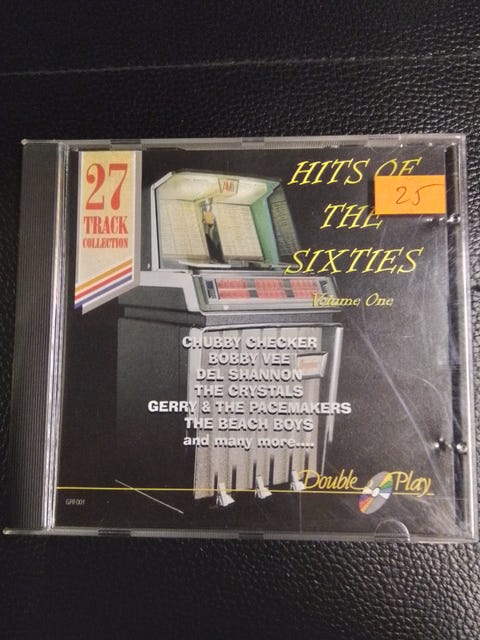 27
TRACK
COLLECTION
AMI
HITS OF
THE
SIXTIES
25
Volume One
CHUBBY CHECKER
BOBBY VEE
DEL SHANNON
THE CRYSTALS
GERRY & THE PACEMAKERS
THE BEACH BOYS
and many more....
Double Play
GRF001